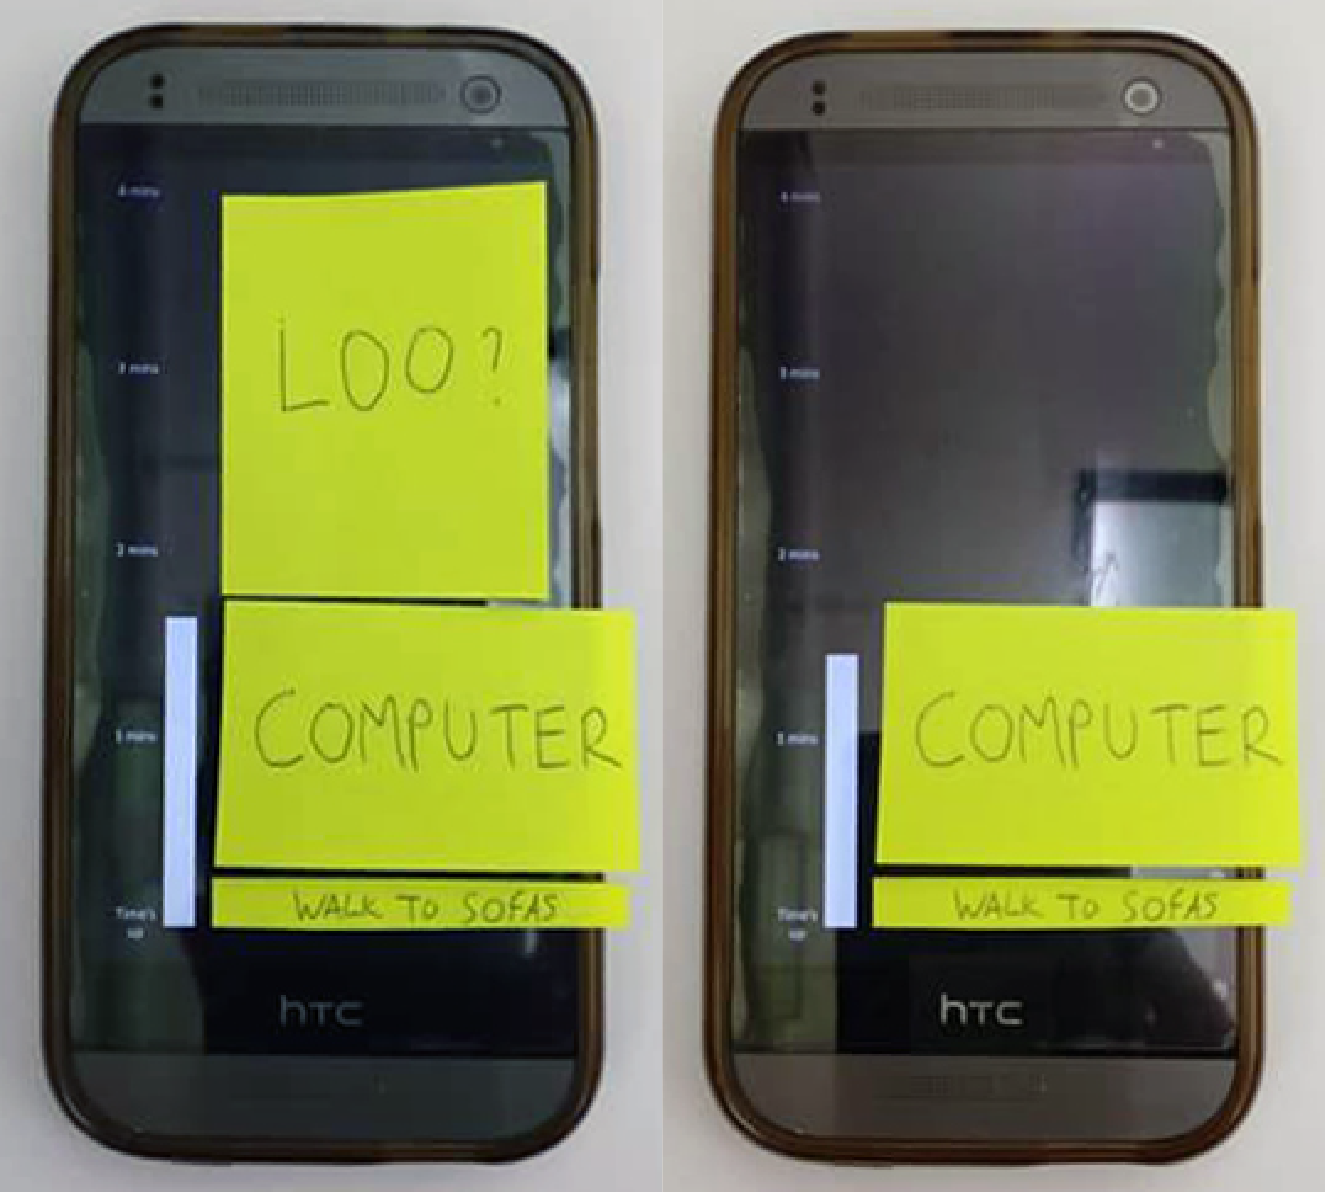 4 mins
LOO?
3 mins
2 mins
COMPUTER
1 mins
WALK TO SOFAS
Time's
up
hTC
4 mins
3 mins
2 mins
COMPUTER
1 mins
WALK TO SOFAS
Time's
up
hTC